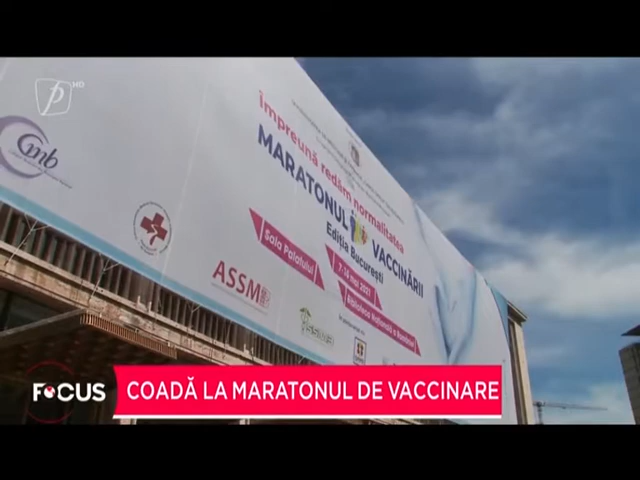 HD
Cmb
Împreună redăm normalitatea
MARATONUL VACCINĂRII
Ediția București
Sala Palatului
7-16 mai 2021
Biblioteca Națională a României
ASSMB
FOCUS
COADĂ LA MARATONUL DE VACCINARE